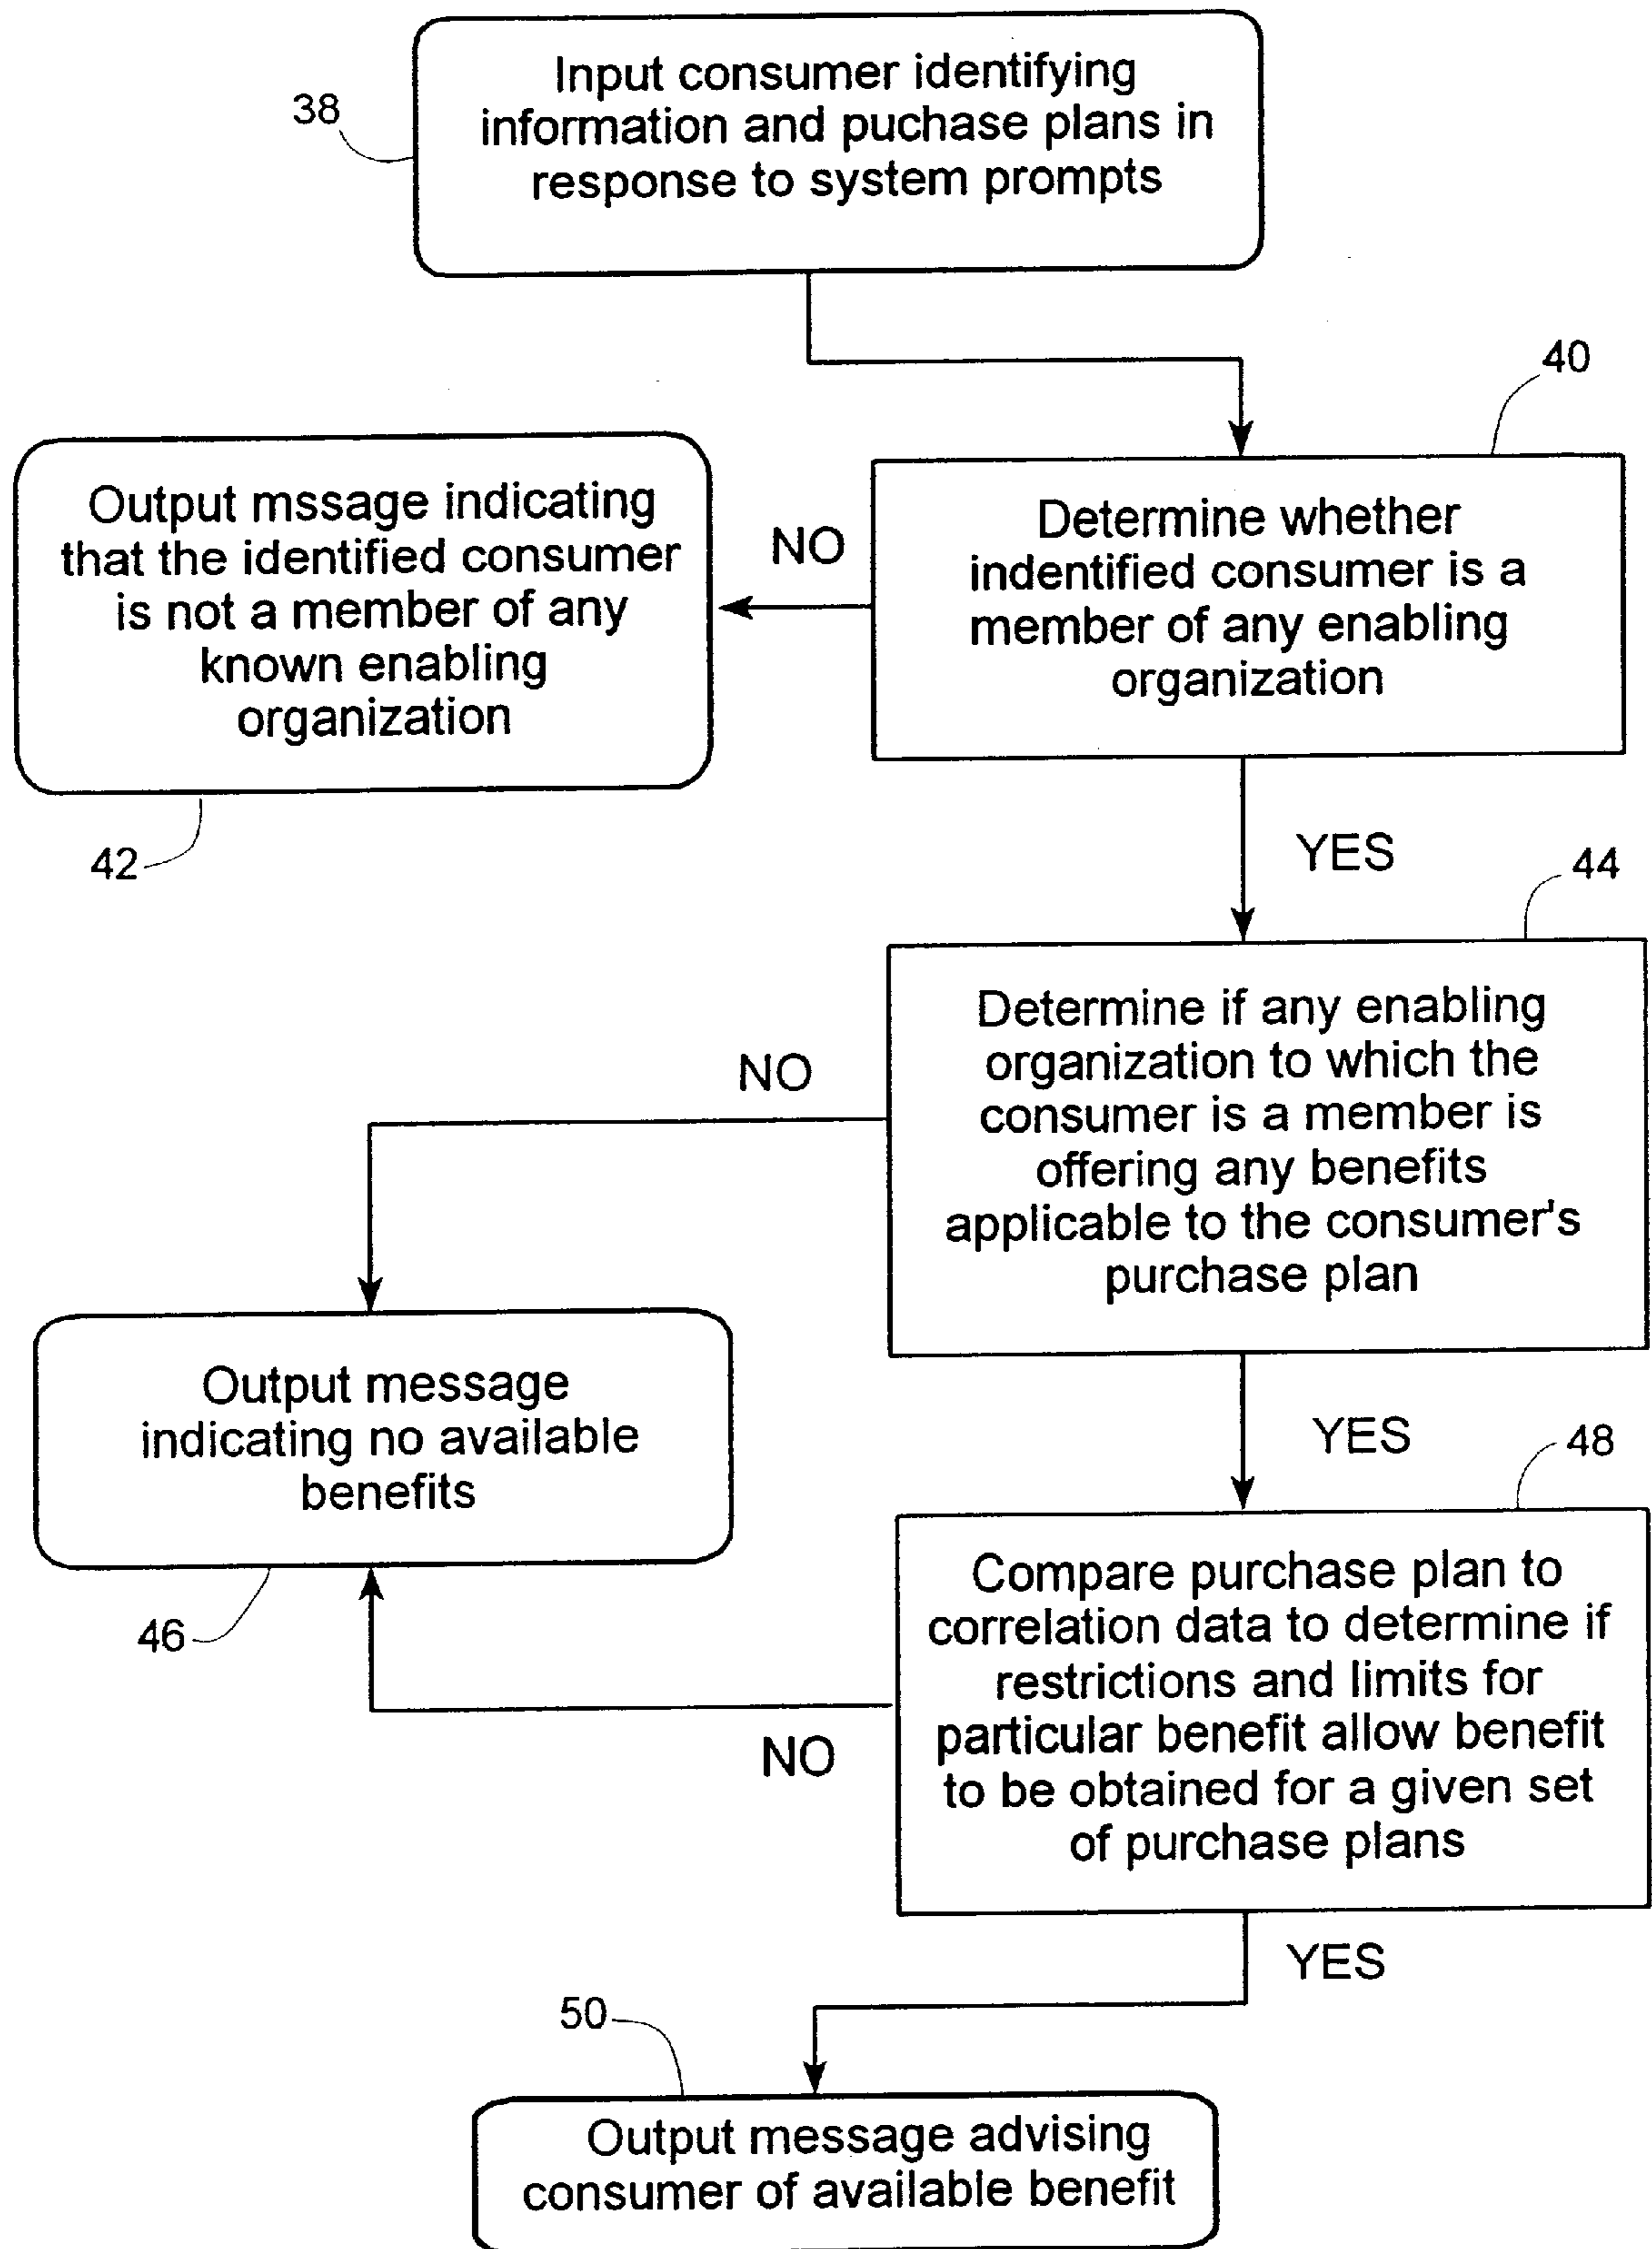 Input consumer identifying
information and puchase plans in
response to system prompts
38
40
Determine whether
indentified consumer is a
member of any enabling
organization
NO
Output mssage indicating
that the identified consumer
is not a member of any
known enabling
organization
42
YES
44
Determine if any enabling
organization to which the
consumer is a member is
offering any benefits
applicable to the consumer's
purchase plan
NO
Output message
indicating no available
benefits
46
YES
48
Compare purchase plan to
correlation data to determine if
restrictions and limits for
particular benefit allow benefit
to be obtained for a given set
of purchase plans
NO
YES
50
Output message advising
consumer of available benefit